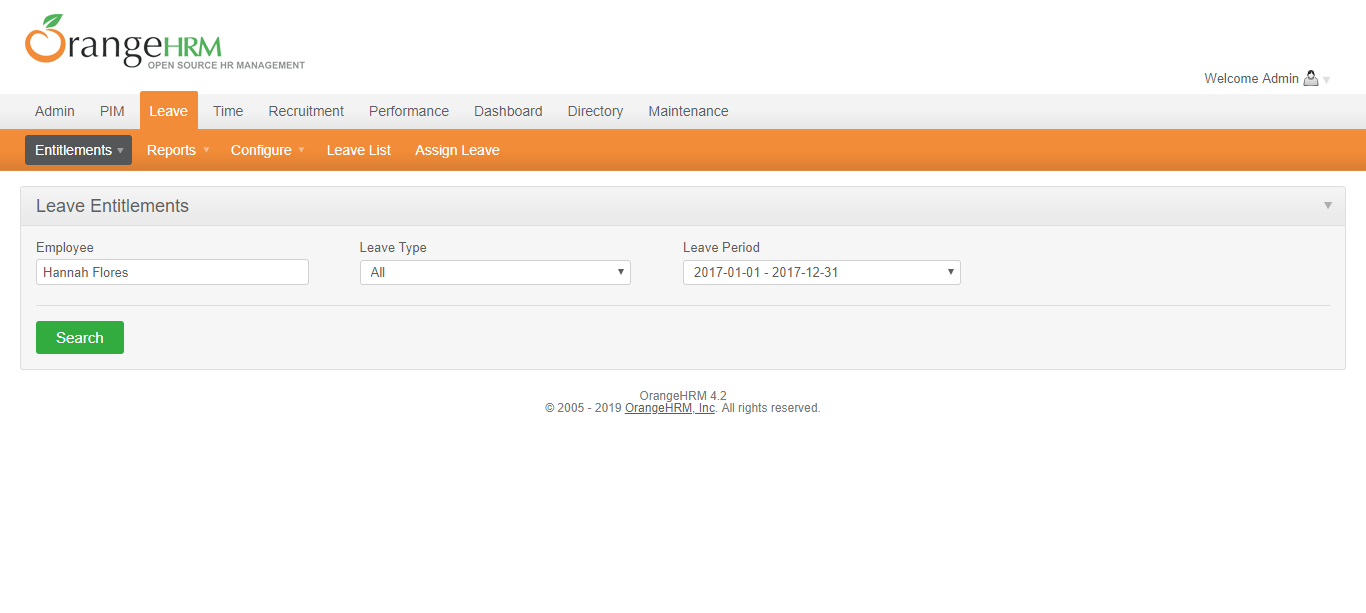 OrangeHRM
OPEN SOURCE HR MANAGEMENT
Welcome Admin
Admin PIM Leave Time Recruitment Performance Dashboard Directory Maintenance
Entitlements Reports Configure Leave List Assign Leave
Leave Entitlements
Employee Leave Type Leave Period
Hannah Flores All 2017-01-01 - 2017-12-31
Search
OrangeHRM 4.2
© 2005 - 2019 OrangeHRM, Inc. All rights reserved.